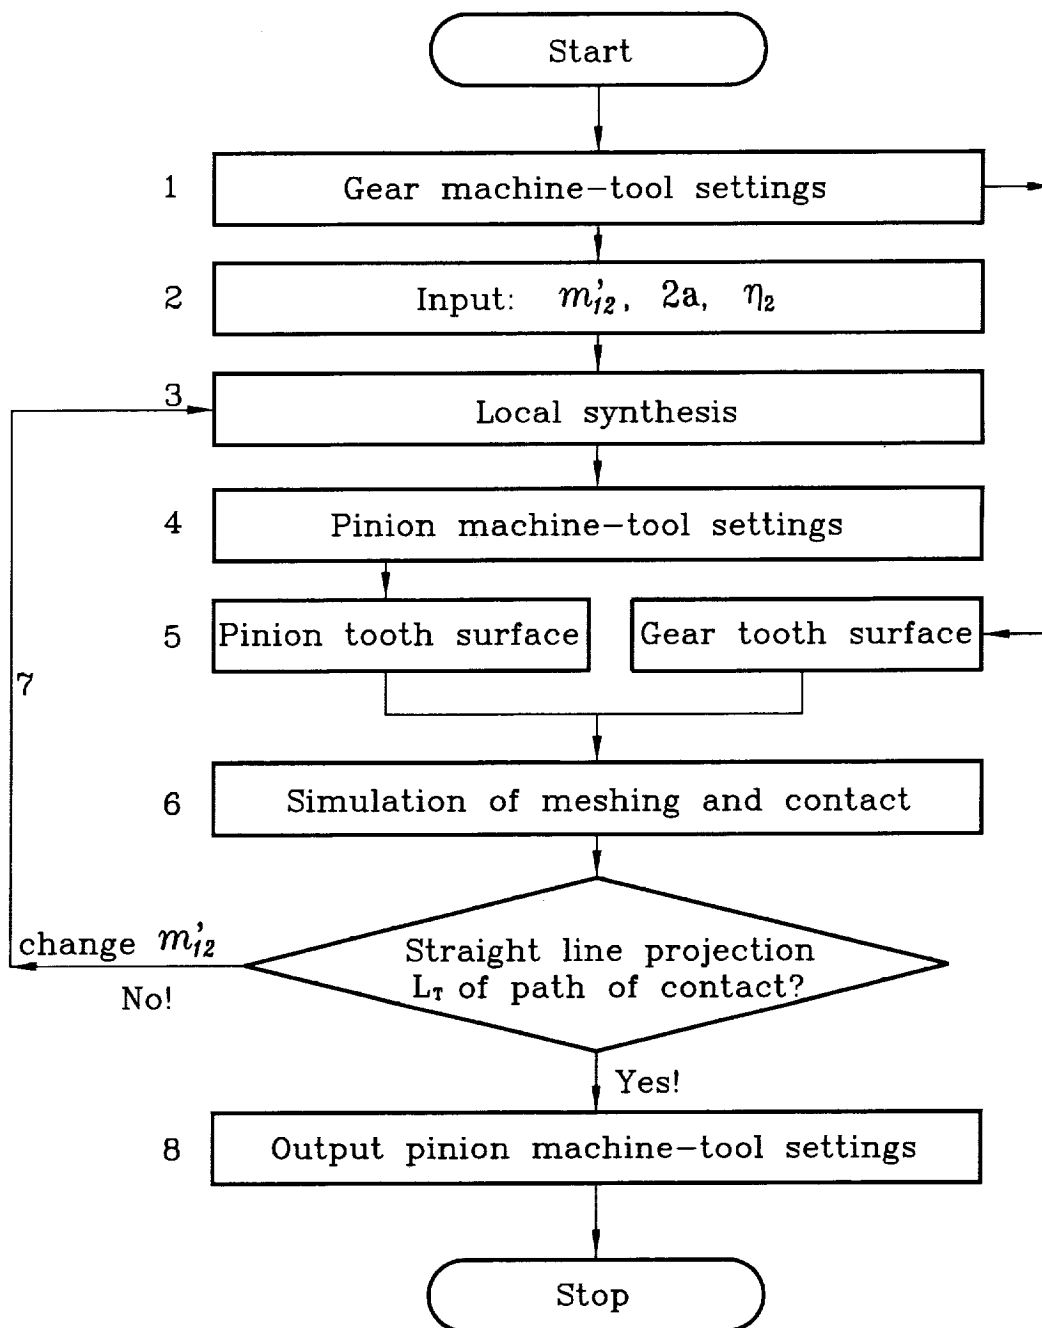 Start
1 Gear machine-tool settings
2 Input: m'₁₂, 2a, η₂
3 Local synthesis
4 Pinion machine-tool settings
5 Pinion tooth surface Gear tooth surface
7
6 Simulation of meshing and contact
change m'₁₂
No!
Straight line projection
L_T of path of contact?
Yes!
8 Output pinion machine-tool settings
Stop